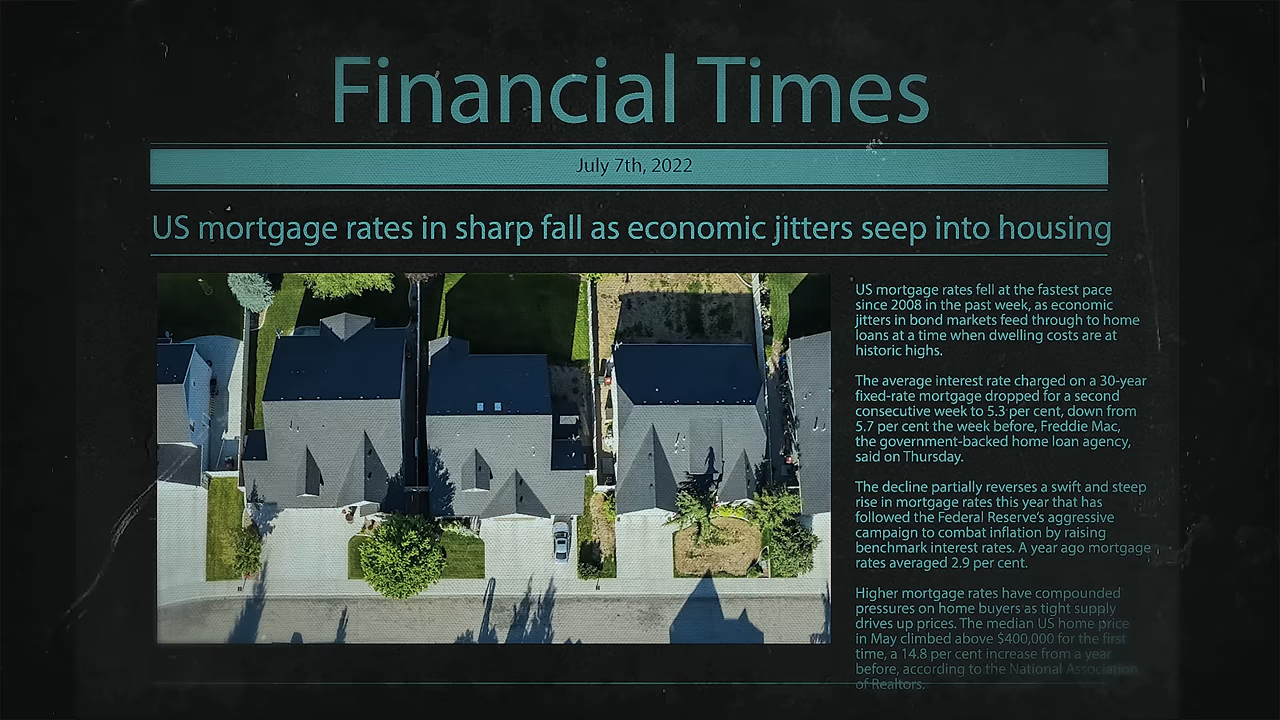 Financial Times
July 7th, 2022
US mortgage rates in sharp fall as economic jitters seep into housing
US mortgage rates fell at the fastest pace
since 2008 in the past week, as economic
jitters in bond markets feed through to home
loans at a time when dwelling costs are at
historic highs.
The average interest rate charged on a 30-year
fixed-rate mortgage dropped for a second
consecutive week to 5.3 per cent, down from
5.7 per cent the week before, Freddie Mac,
the government-backed home loan agency,
said on Thursday.
The decline partially reverses a swift and steep
rise in mortgage rates this year that has
followed the Federal Reserve's aggressive
campaign to combat inflation by raising
benchmark interest rates. A year ago mortgage
rates averaged 2.9 per cent.
Higher mortgage rates have compounded
pressures on home buyers as tight supply
drives up prices. The median US home price
in May climbed above $400,000 for the first
time, a 14.8 per cent increase from a year
before, according to the National Association
of Realtors.